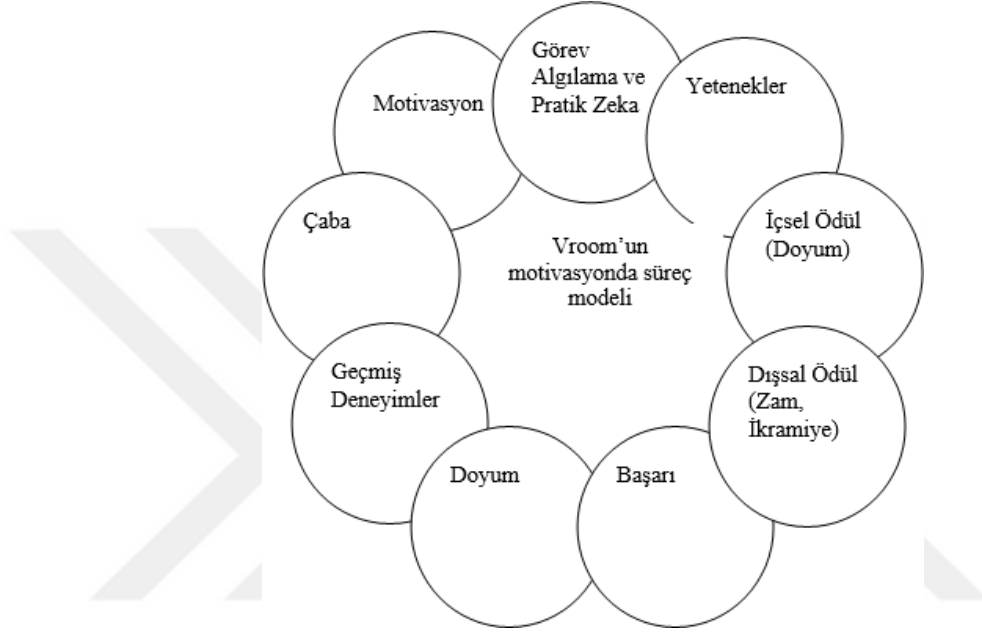 Görev
Algılama ve
Pratik Zeka
Yetenekler
Motivasyon
İçsel Ödül
(Doyum)
Çaba
Vroom’un
motivasyonda süreç
modeli
Geçmiş
Deneyimler
Dışsal Ödül
(Zam,
İkramiye)
Doyum
Başarı